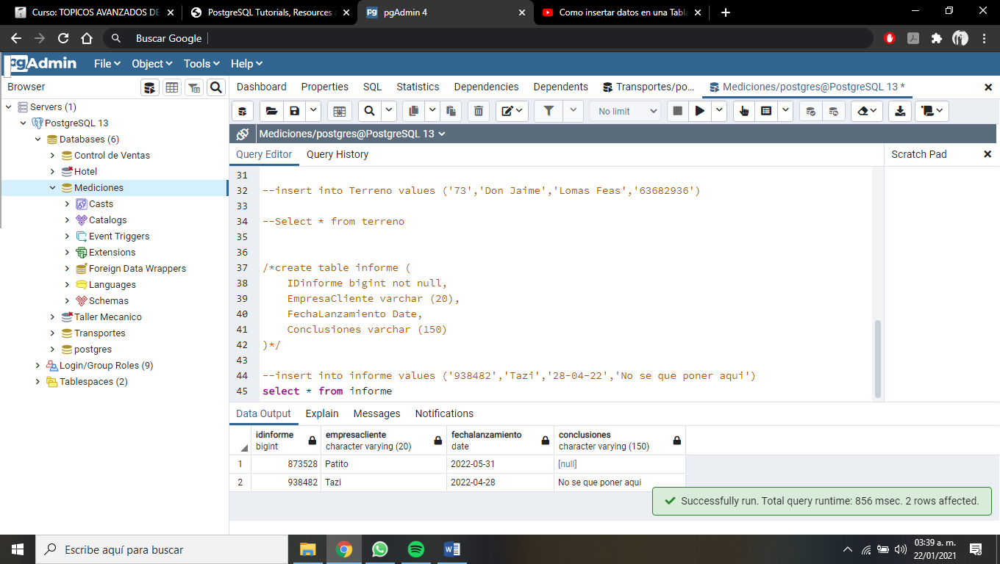 Curso: TOPICOS AVANZADOS DE
PostgreSQL Tutorials, Resources a
pgAdmin 4
Como insertar datos en una Tabla
Buscar Google
pgAdmin File Object Tools Help
Browser
Dashboard Properties SQL Statistics Dependencies Dependents Transportes/po... Mediciones/postgres@PostgreSQL 13 *
No limit
Mediciones/postgres@PostgreSQL 13
Query Editor Query History
Scratch Pad
Servers (1)
PostgreSQL 13
Databases (6)
Control de Ventas
Hotel
Mediciones
Casts
Catalogs
Event Triggers
Extensions
Foreign Data Wrappers
Languages
Schemas
Taller Mecanico
Transportes
postgres
Login/Group Roles (9)
Tablespaces (2)
31
32 --insert into Terreno values ('73','Don Jaime','Lomas Feas','63682936')
33
34 --Select * from terreno
35
36
37 /*create table informe (
38 IDinforme bigint not null,
39 EmpresaCliente varchar (20),
40 FechaLanzamiento Date,
41 Conclusiones varchar (150)
42 )*/
43
44 --insert into informe values ('938482','Tazi','28-04-22','No se que poner aqui')
45 select * from informe
Data Output Explain Messages Notifications
idinforme empresacliente fechalanzamiento conclusiones
bigint character varying (20) date character varying (150)
1 873528 Patito 2022-05-31 [null]
2 938482 Tazi 2022-04-28 No se que poner aqui
Successfully run. Total query runtime: 856 msec. 2 rows affected.
Escribe aquí para buscar
03:39 a. m.
22/01/2021